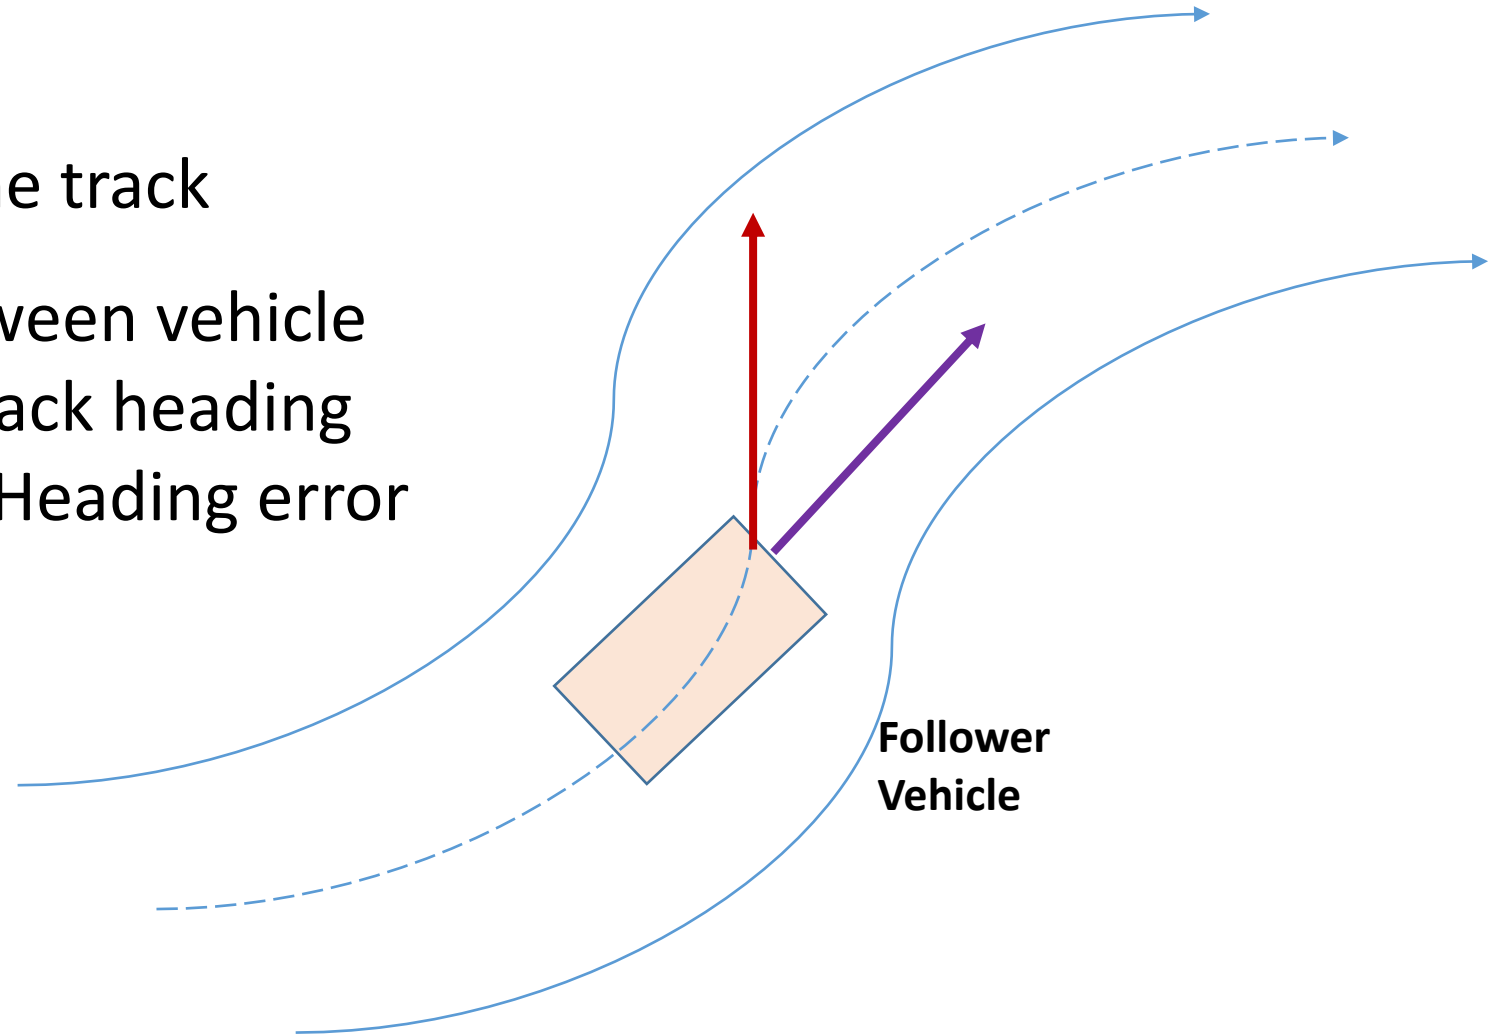 e track
ween vehicle
ack heading
Heading error
Follower
Vehicle